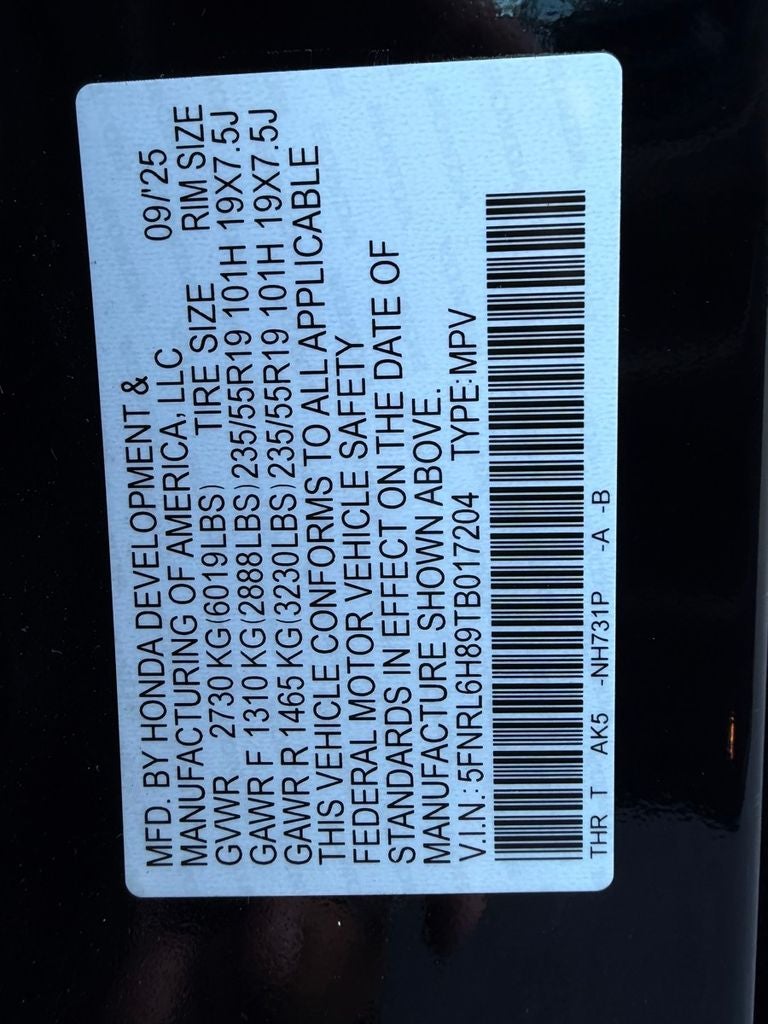 MFD. BY HONDA DEVELOPMENT &
MANUFACTURING OF AMERICA, LLC 09/'25
GVWR 2730 KG(6019LBS) TIRE SIZE RIM SIZE
GAWR F 1310 KG(2888LBS)235/55R19 101H 19X7.5J
GAWR R 1465 KG(3230LBS)235/55R19 101H 19X7.5J
THIS VEHICLE CONFORMS TO ALL APPLICABLE
FEDERAL MOTOR VEHICLE SAFETY
STANDARDS IN EFFECT ON THE DATE OF
MANUFACTURE SHOWN ABOVE.
V.I.N.: 5FNRL6H89TB017204 TYPE:MPV
THR T AK5 -NH731P -A -B